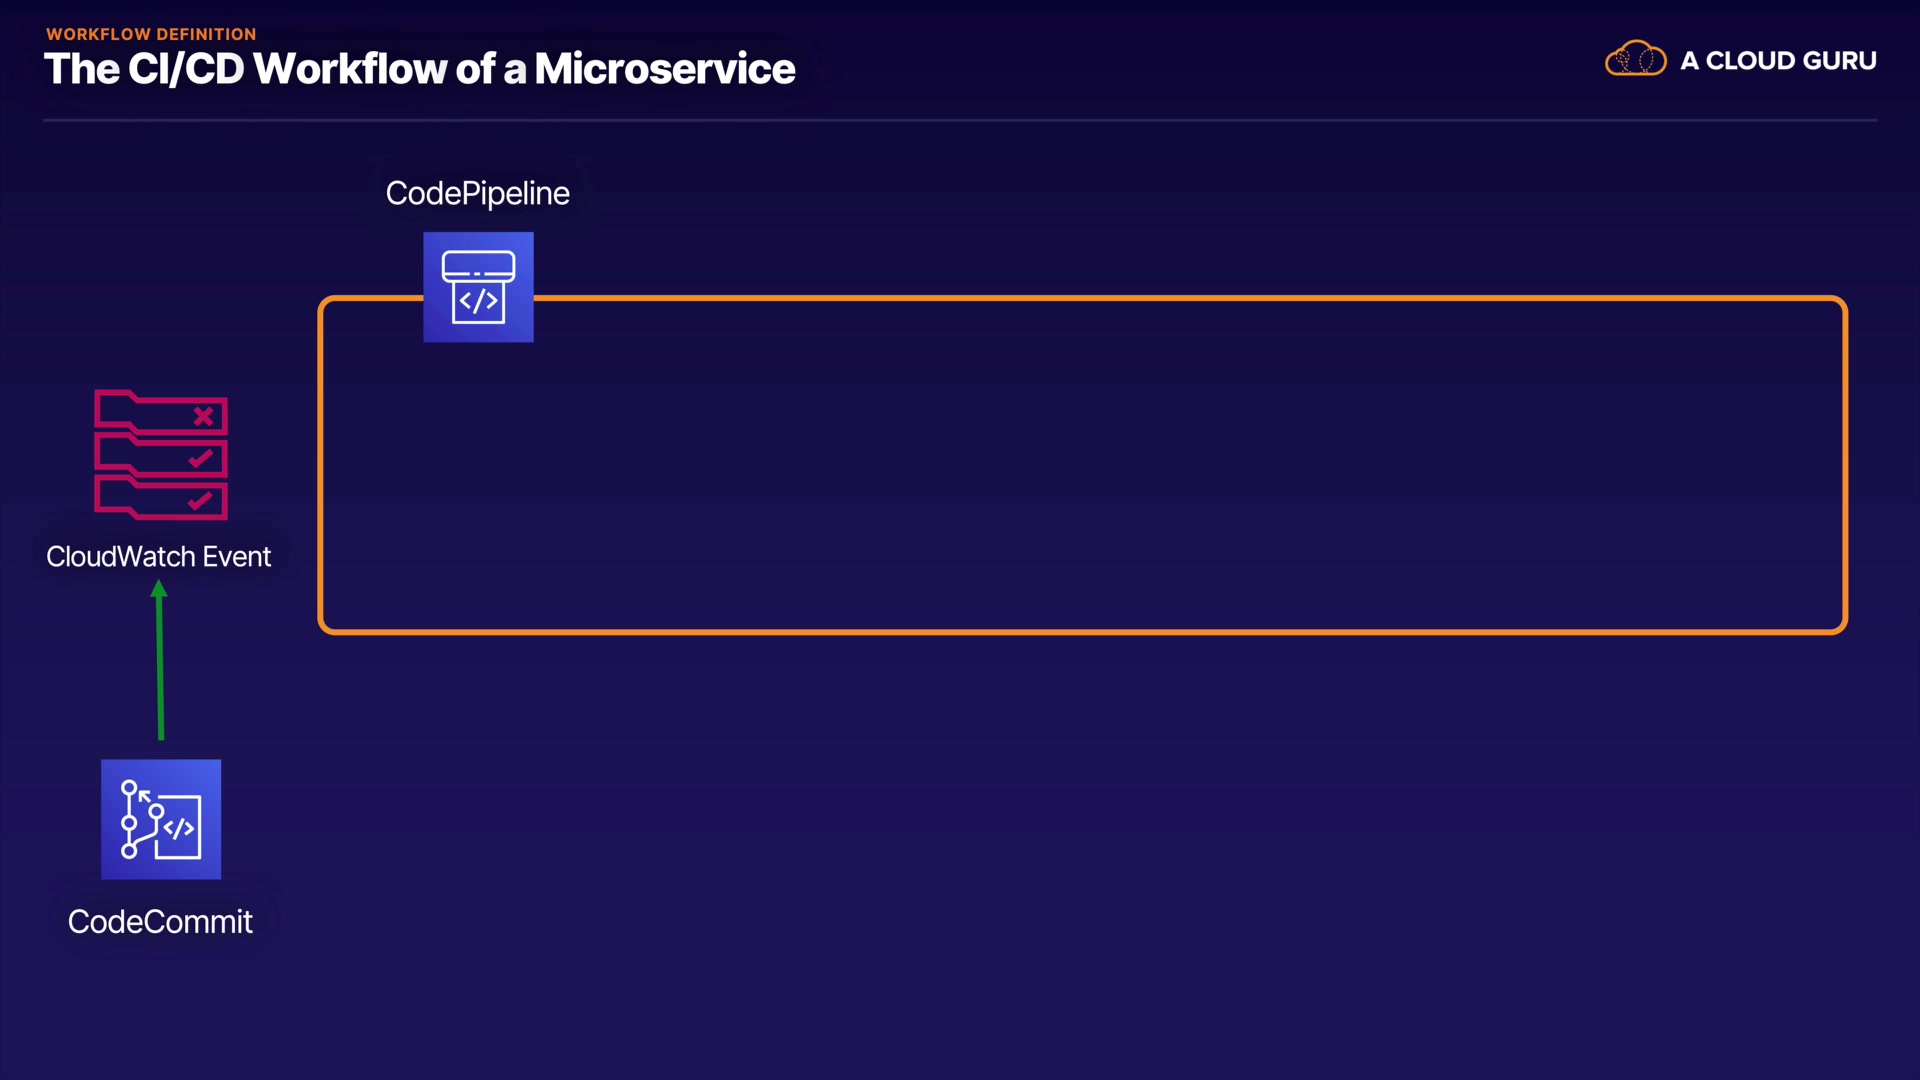 WORKFLOW DEFINITION
The CI/CD Workflow of a Microservice
A CLOUD GURU
CodePipeline
</>
CloudWatch Event
</>
CodeCommit